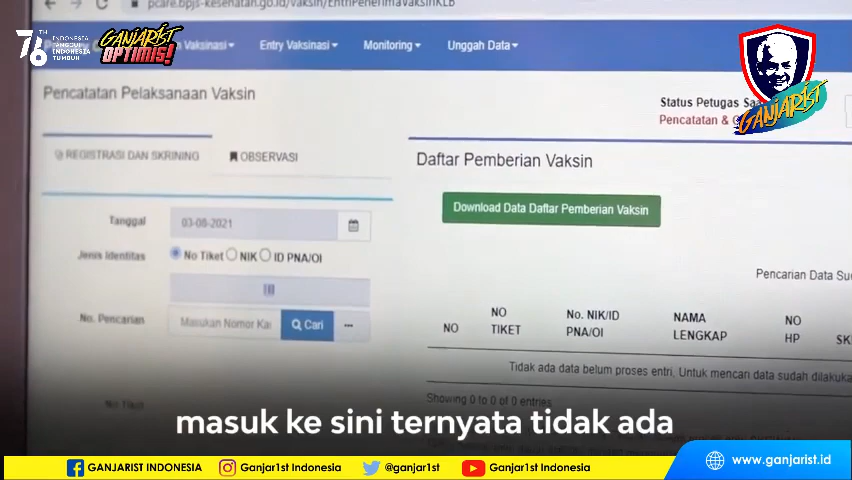 pcare.bpjs-kesehatan.go.id/vaksin/EntriPenerimaVaksinKLB
76TH
INDONESIA
TANGGUH
INDONESIA
TUMBUH
GANJARIST
OPTIMIS!
Vaksinasi
Entry Vaksinasi
Monitoring
Unggah Data
Pencatatan Pelaksanaan Vaksin
Status Petugas
Pencatatan &
GANJARIST
REGISTRASI DAN SKRINING
OBSERVASI
Daftar Pemberian Vaksin
Download Data Daftar Pemberian Vaksin
Tanggal
03-08-2021
Jenis Identitas
No Tiket NIK ID PNA/OI
No. Pencarian
Masukan Nomor Kar
Cari
...
Pencarian Data Su
NO
NO TIKET
No. NIK/ID PNA/OI
NAMA LENGKAP
NO HP
SK
Tidak ada data belum proses entri, Untuk mencari data sudah dilakuka
Showing 0 to 0 of 0 entries
No Tiket
masuk ke sini ternyata tidak ada
GANJARIST INDONESIA
Ganjar1st Indonesia
@ganjar1st
Ganjar1st Indonesia
www.ganjarist.id